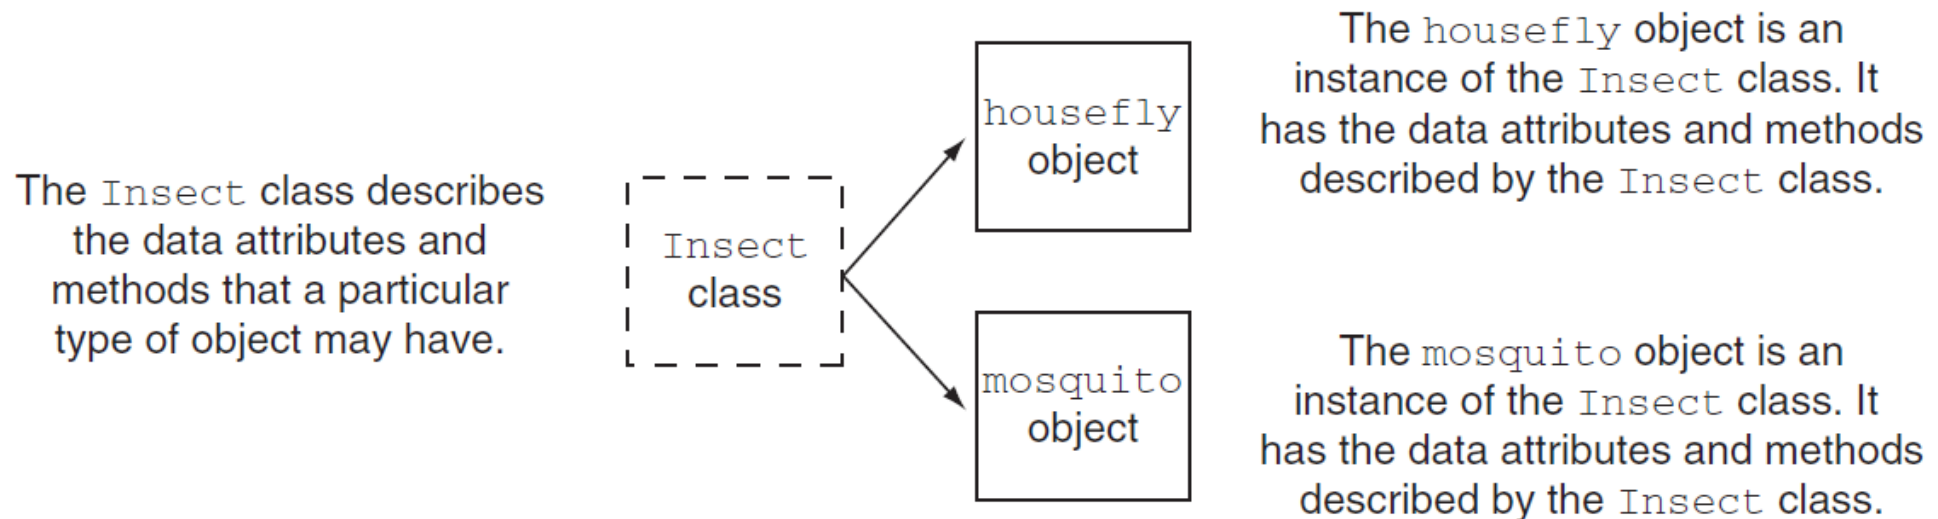 The Insect class describes
the data attributes and
methods that a particular
type of object may have.
Insect
class
housefly
object
The housefly object is an
instance of the Insect class. It
has the data attributes and methods
described by the Insect class.
mosquito
object
The mosquito object is an
instance of the Insect class. It
has the data attributes and methods
described by the Insect class.